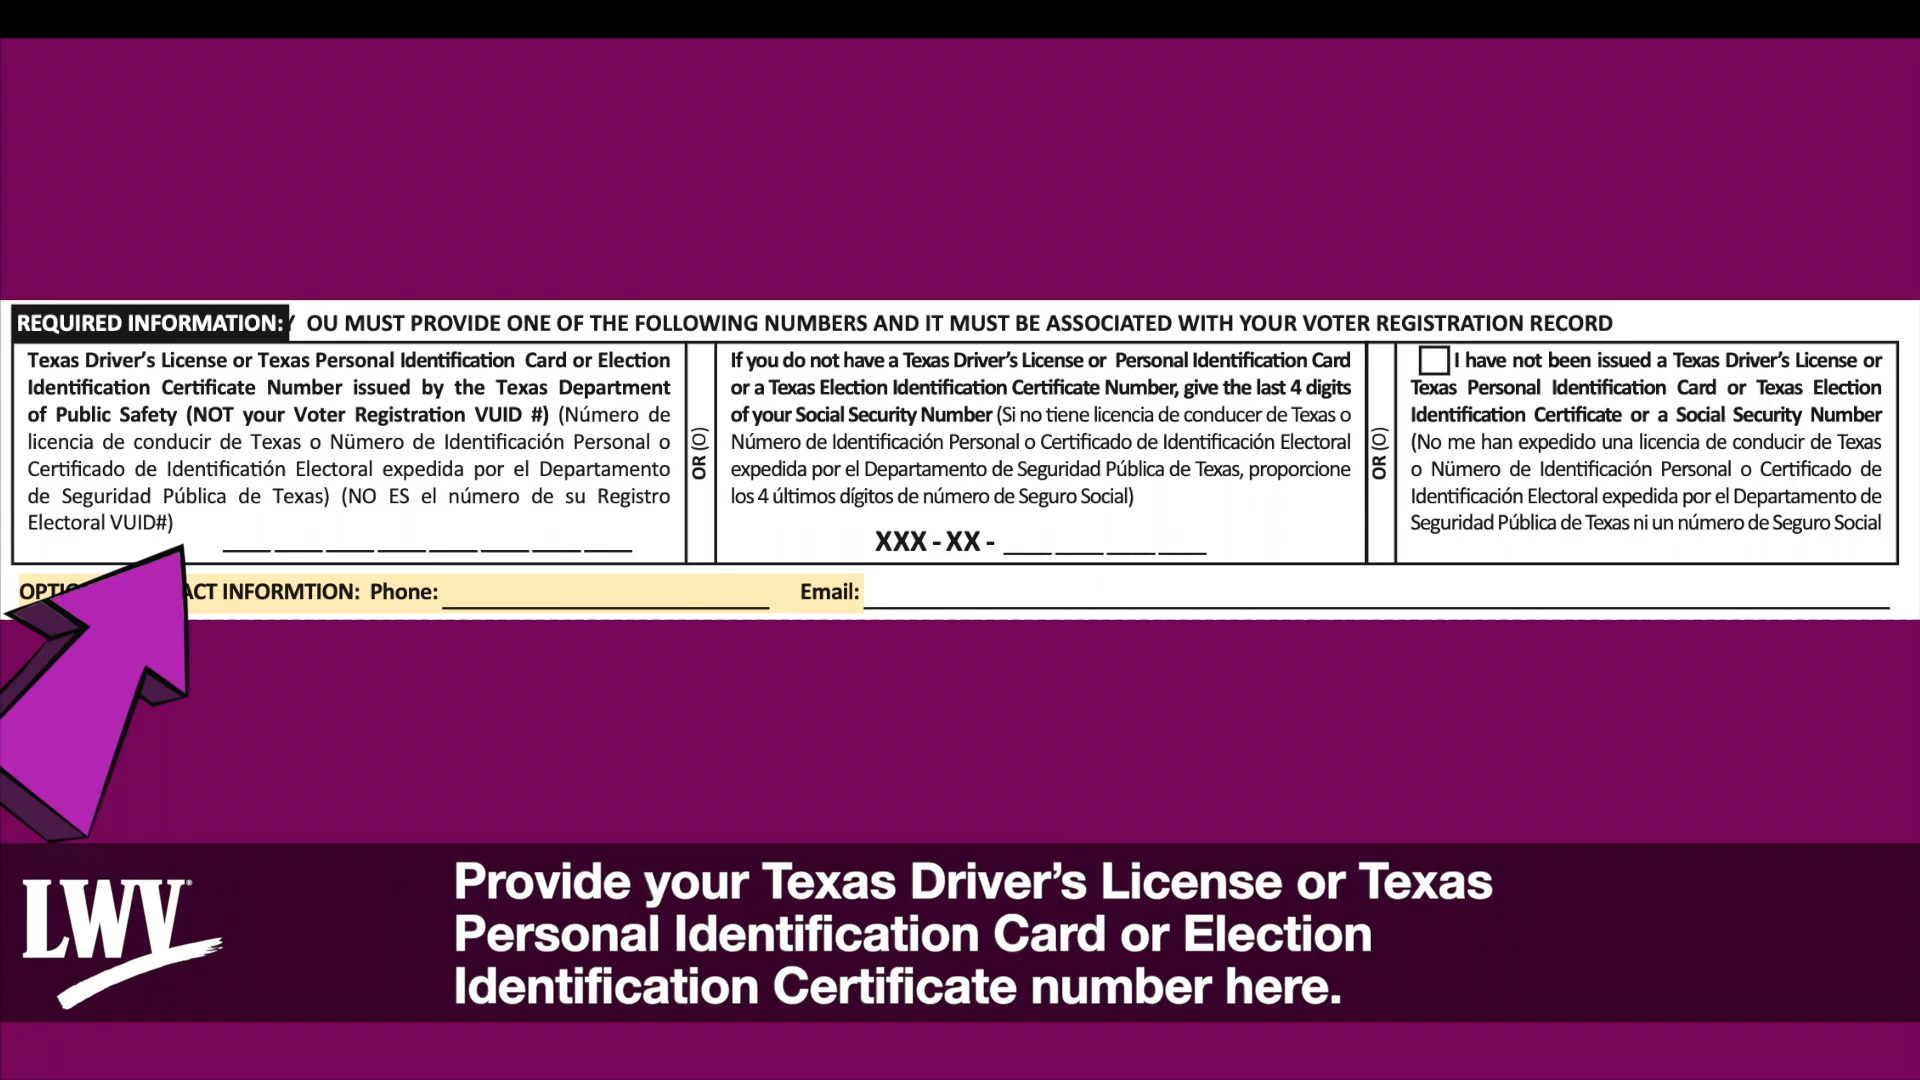 REQUIRED INFORMATION: Y OU MUST PROVIDE ONE OF THE FOLLOWING NUMBERS AND IT MUST BE ASSOCIATED WITH YOUR VOTER REGISTRATION RECORD
Texas Driver's License or Texas Personal Identification Card or Election
Identification Certificate Number issued by the Texas Department
of Public Safety (NOT your Voter Registration VUID #) (Número de
licencia de conducir de Texas o Nümero de Identificación Personal o
Certificado de Identificatión Electoral expedida por el Departamento
de Seguridad Pública de Texas) (NO ES el número de su Registro
Electoral VUID#)
OR (O)
If you do not have a Texas Driver's License or Personal Identification Card
or a Texas Election Identification Certificate Number, give the last 4 digits
of your Social Security Number (Si no tiene licencia de conducer de Texas o
Número de Identificación Personal o Certificado de Identificación Electoral
expedida por el Departamento de Seguridad Pública de Texas, proporcione
los 4 últimos dígitos de número de Seguro Social)
XXX - XX - ____ ____ ____ ____
OR (O)
I have not been issued a Texas Driver's License or
Texas Personal Identification Card or Texas Election
Identification Certificate or a Social Security Number
(No me han expedido una licencia de conducir de Texas
o Nümero de Identificación Personal o Certificado de
Identificación Electoral expedida por el Departamento de
Seguridad Pública de Texas ni un número de Seguro Social
INFORMTION: Phone: Email:
LWV
Provide your Texas Driver's License or Texas
Personal Identification Card or Election
Identification Certificate number here.